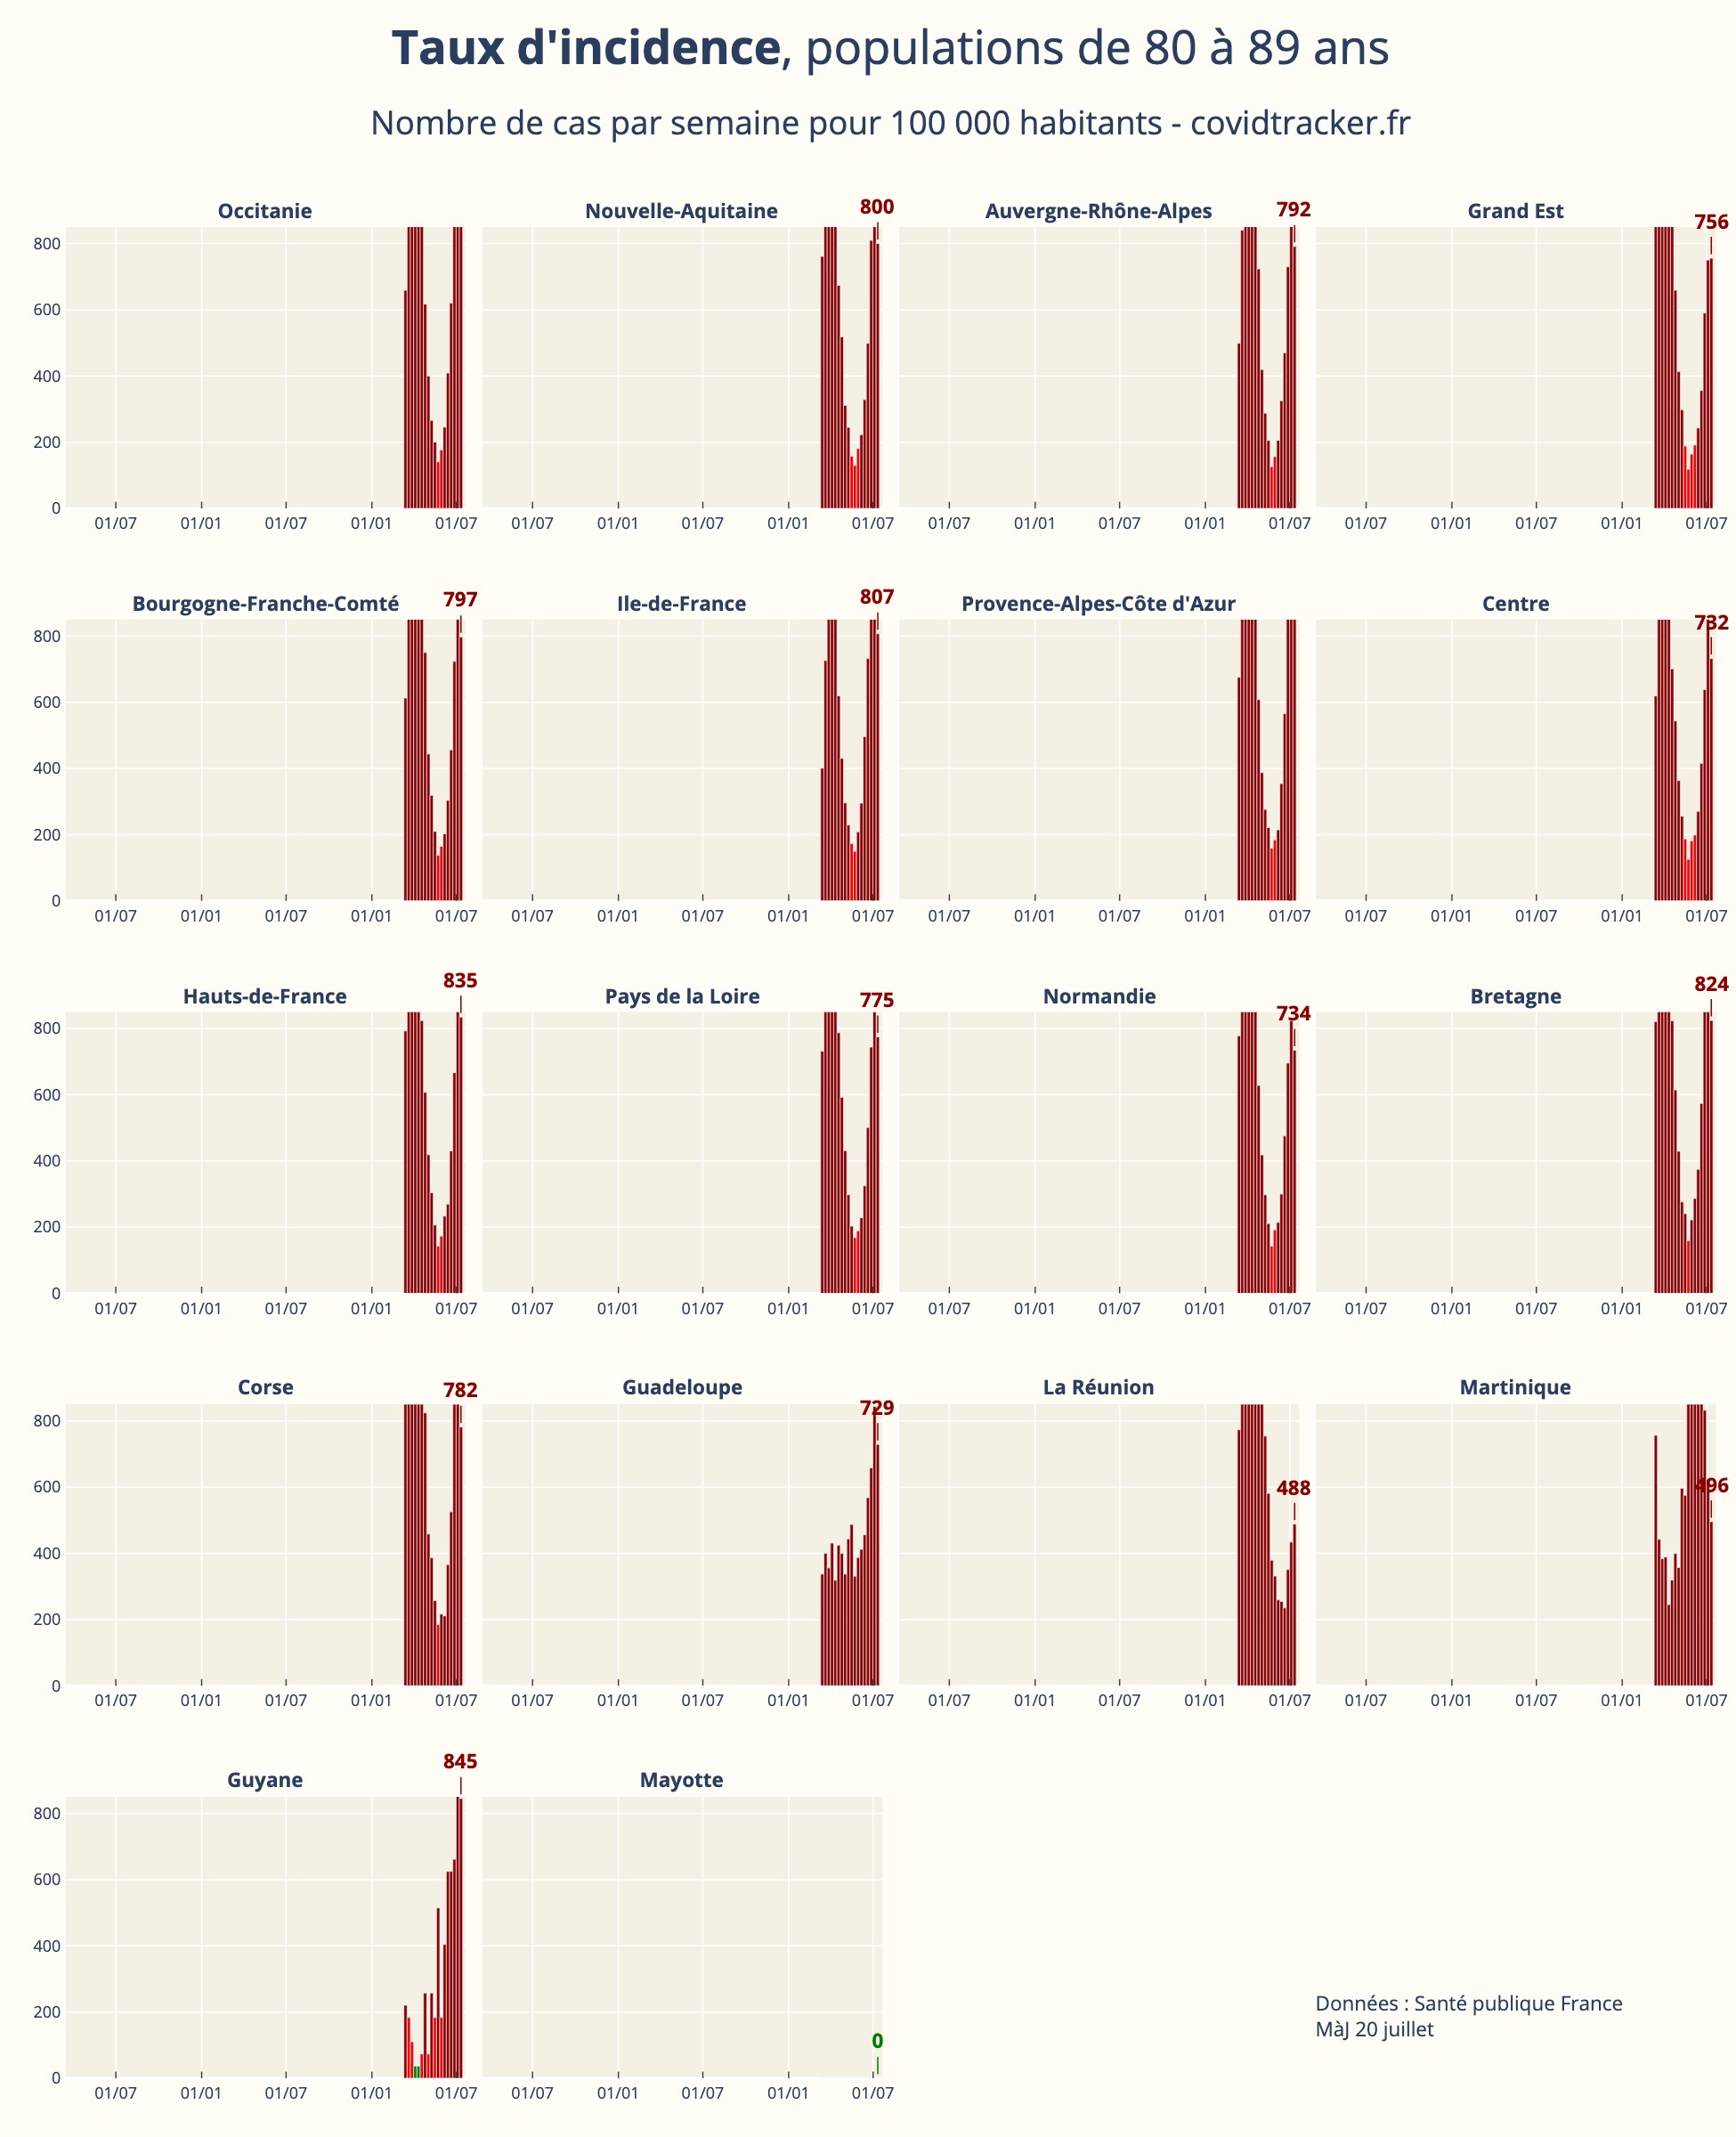 Taux d'incidence, populations de 80 à 89 ans
Nombre de cas par semaine pour 100 000 habitants - covidtracker.fr
Occitanie
Nouvelle-Aquitaine
800
Auvergne-Rhône-Alpes
792
Grand Est
756
800
600
400
200
0
01/07 01/01 01/07 01/01 01/07
01/07 01/01 01/07 01/01 01/07
01/07 01/01 01/07 01/01 01/07
01/07 01/01 01/07 01/01 01/07
Bourgogne-Franche-Comté
797
Ile-de-France
807
Provence-Alpes-Côte d'Azur
Centre
732
800
600
400
200
0
01/07 01/01 01/07 01/01 01/07
01/07 01/01 01/07 01/01 01/07
01/07 01/01 01/07 01/01 01/07
01/07 01/01 01/07 01/01 01/07
Hauts-de-France
835
Pays de la Loire
775
Normandie
734
Bretagne
824
800
600
400
200
0
01/07 01/01 01/07 01/01 01/07
01/07 01/01 01/07 01/01 01/07
01/07 01/01 01/07 01/01 01/07
01/07 01/01 01/07 01/01 01/07
Corse
782
Guadeloupe
729
La Réunion
488
Martinique
496
800
600
400
200
0
01/07 01/01 01/07 01/01 01/07
01/07 01/01 01/07 01/01 01/07
01/07 01/01 01/07 01/01 01/07
01/07 01/01 01/07 01/01 01/07
Guyane
845
Mayotte
0
800
600
400
200
0
01/07 01/01 01/07 01/01 01/07
01/07 01/01 01/07 01/01 01/07
Données : Santé publique France
MàJ 20 juillet